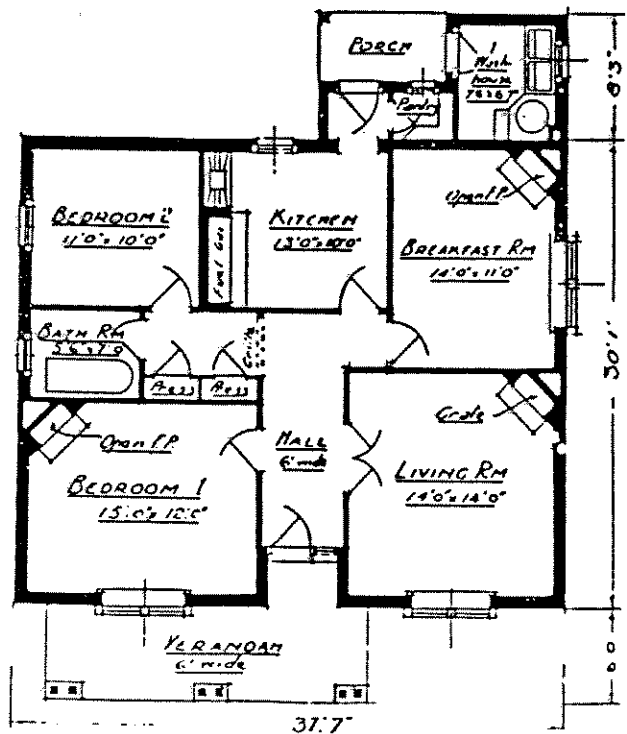 PORCH
Wash
house
Pantry
8'3"
Open F.P.
BEDROOM 2
11'0" x 10'0"
KITCHEN
13'0" x 10'0"
BREAKFAST RM
14'0" x 11'0"
Fuel Gas
30'1"
BATH RM
Grille
Press
Press
Grate
Open F.P.
HALL
6' wide
BEDROOM 1
15'0" x 12'0"
LIVING RM
14'0" x 14'0"
VERANDAH
6' wide
37'7"